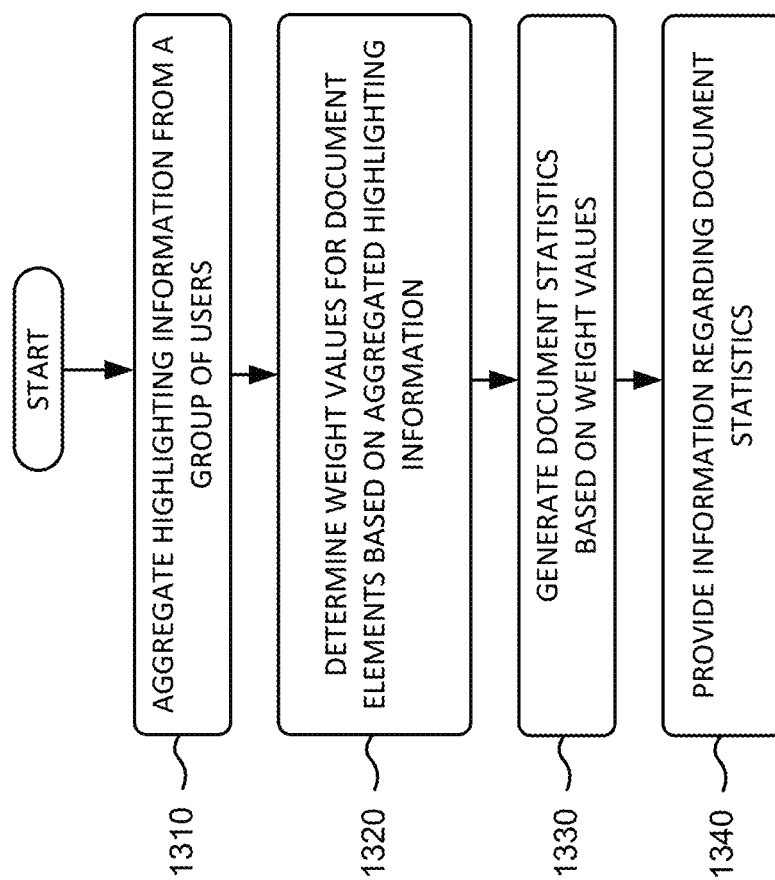 START
1310
AGGREGATE HIGHLIGHTING INFORMATION FROM A
GROUP OF USERS
1320
DETERMINE WEIGHT VALUES FOR DOCUMENT
ELEMENTS BASED ON AGGREGATED HIGHLIGHTING
INFORMATION
1330
GENERATE DOCUMENT STATISTICS
BASED ON WEIGHT VALUES
1340
PROVIDE INFORMATION REGARDING DOCUMENT
STATISTICS